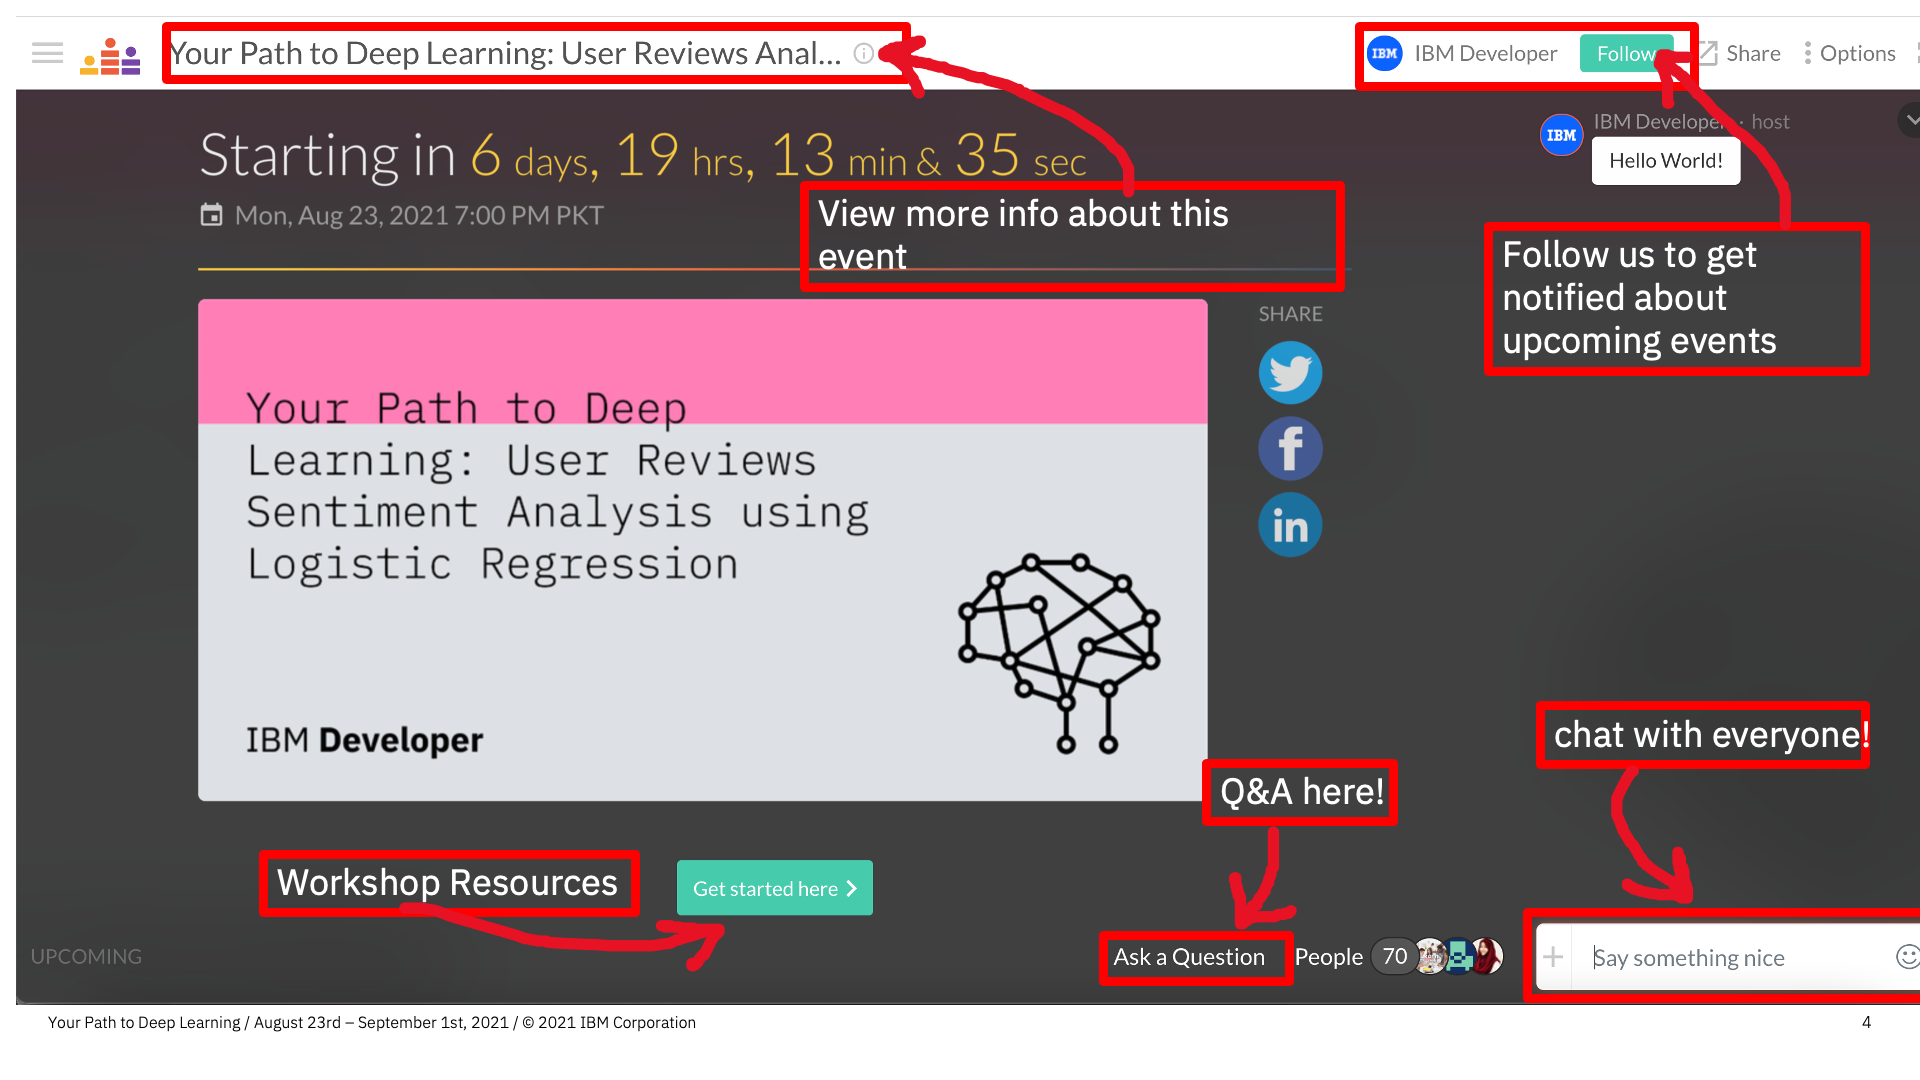 Your Path to Deep Learning: User Reviews Anal...
IBM
IBM Developer
Follow
Share
Options
Starting in 6 days, 19 hrs, 13 min & 35 sec
Mon, Aug 23, 2021 7:00 PM PKT
IBM
IBM Developer · host
Hello World!
View more info about this
event
Follow us to get
notified about
upcoming events
SHARE
Your Path to Deep
Learning: User Reviews
Sentiment Analysis using
Logistic Regression
IBM Developer
f
in
chat with everyone!
Q&A here!
Workshop Resources
Get started here
UPCOMING
Ask a Question
People
70
Say something nice
Your Path to Deep Learning / August 23rd – September 1st, 2021 / © 2021 IBM Corporation
4